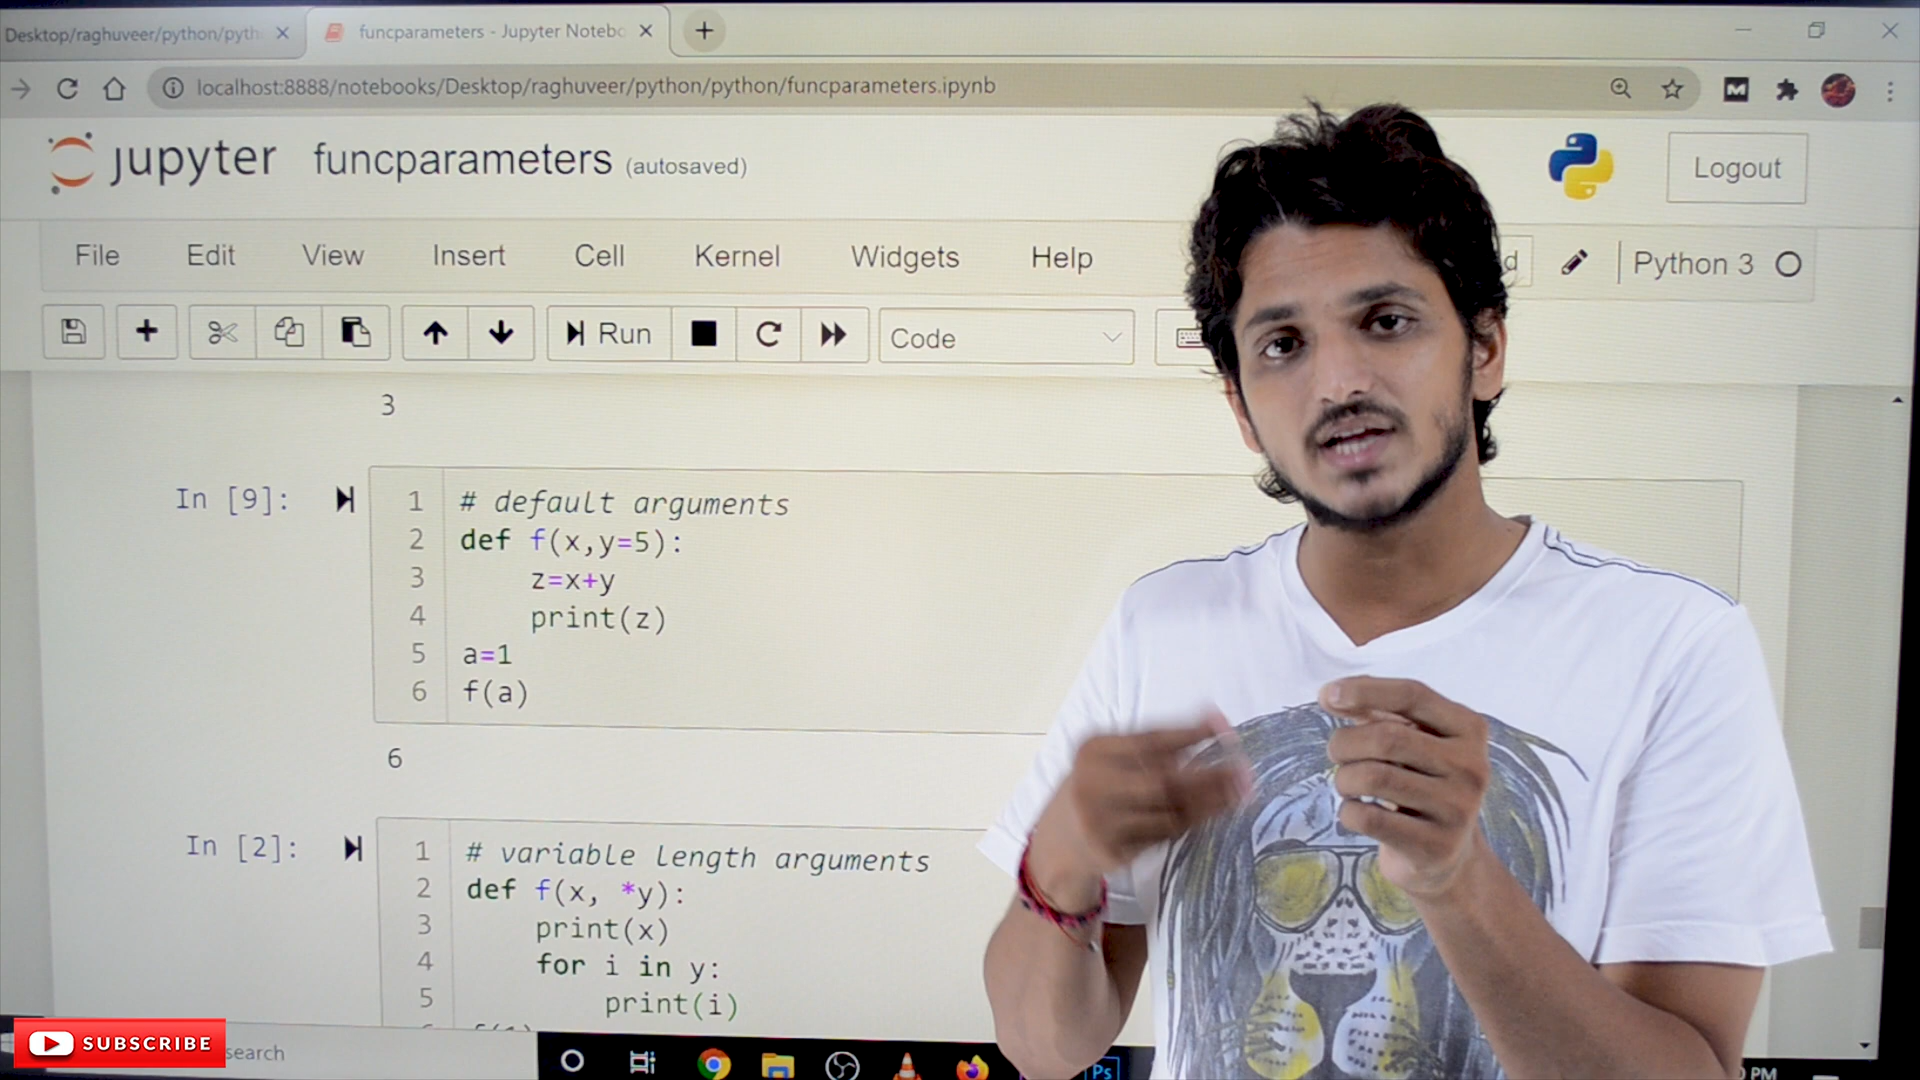 Desktop/raghuveer/python/pyth
funcparameters - Jupyter Notebo
localhost:8888/notebooks/Desktop/raghuveer/python/python/funcparameters.ipynb
jupyter funcparameters (autosaved)
Logout
File Edit View Insert Cell Kernel Widgets Help
d
Python 3
Run
Code
3
In [9]:
1 # default arguments
2 def f(x,y=5):
3 z=x+y
4 print(z)
5 a=1
6 f(a)
6
In [2]:
1 # variable length arguments
2 def f(x, *y):
3 print(x)
4 for i in y:
5 print(i)
SUBSCRIBE
search
Ps
PM